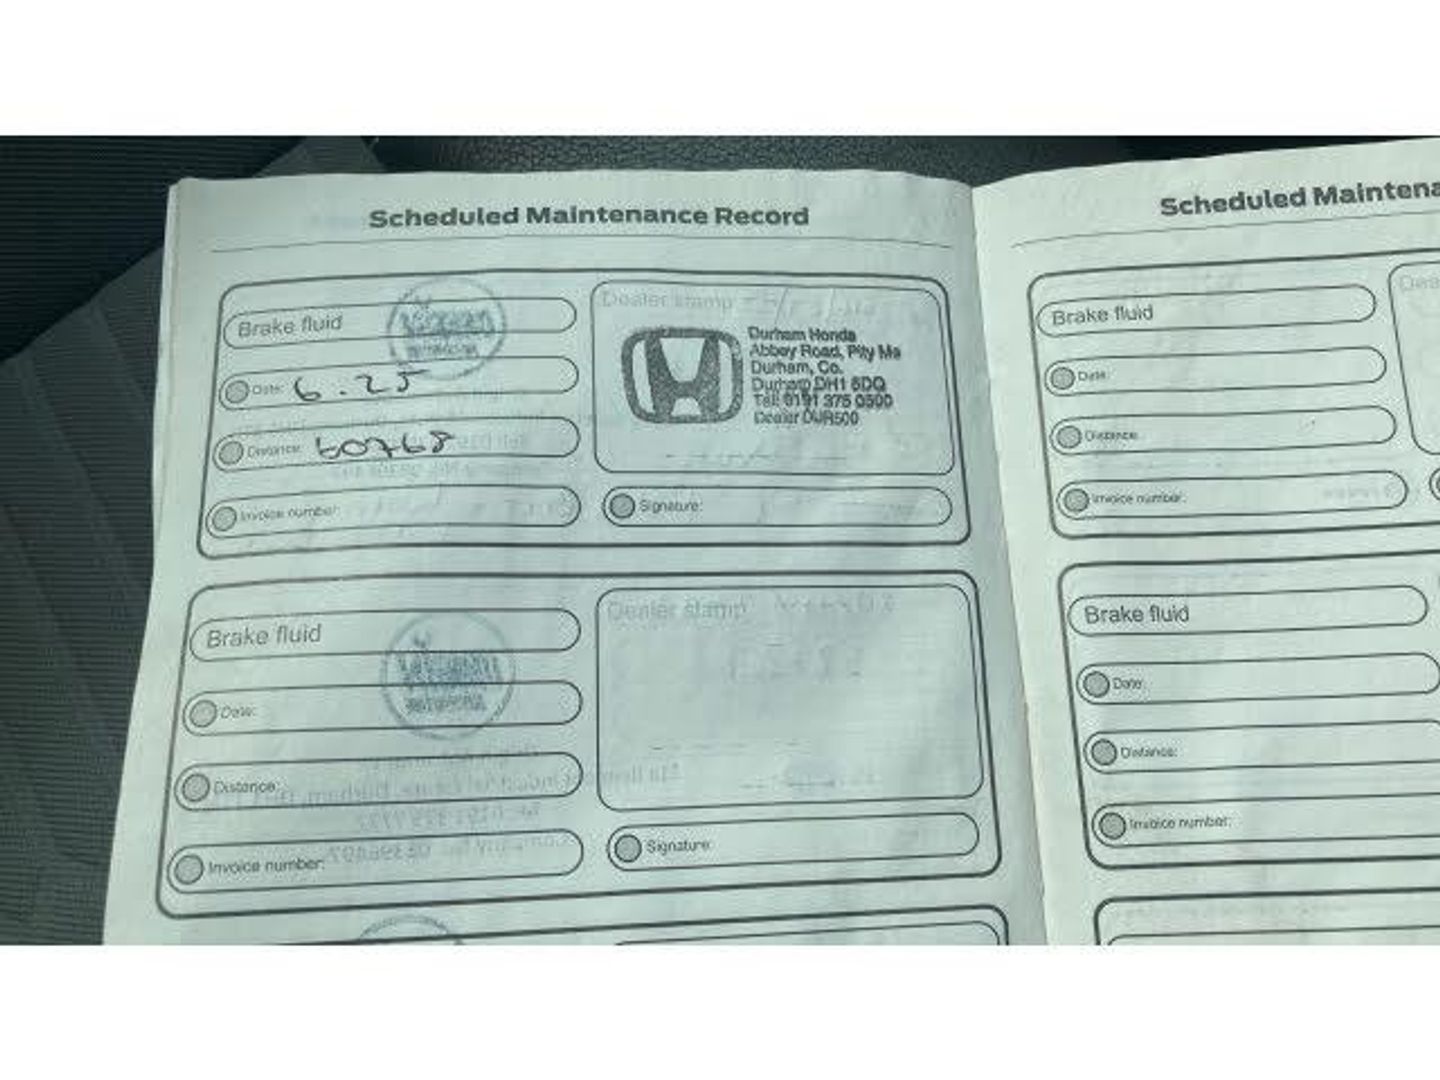 Scheduled Maintenance Record
Brake fluid
Date: 6.25
Distance: 60768
Invoice number:
Dealer stamp
Durham Honda
Abbey Road, Pity Me
Durham, Co.
Durham DH1 5DQ
Tel: 0191 375 0500
Dealer DUR500
Signature:
Brake fluid
Date:
Distance:
Invoice number:
Dealer stamp
Signature:
Scheduled Maintena
Brake fluid
Date:
Distance:
Invoice number:
Brake fluid
Date:
Distance:
Invoice number: